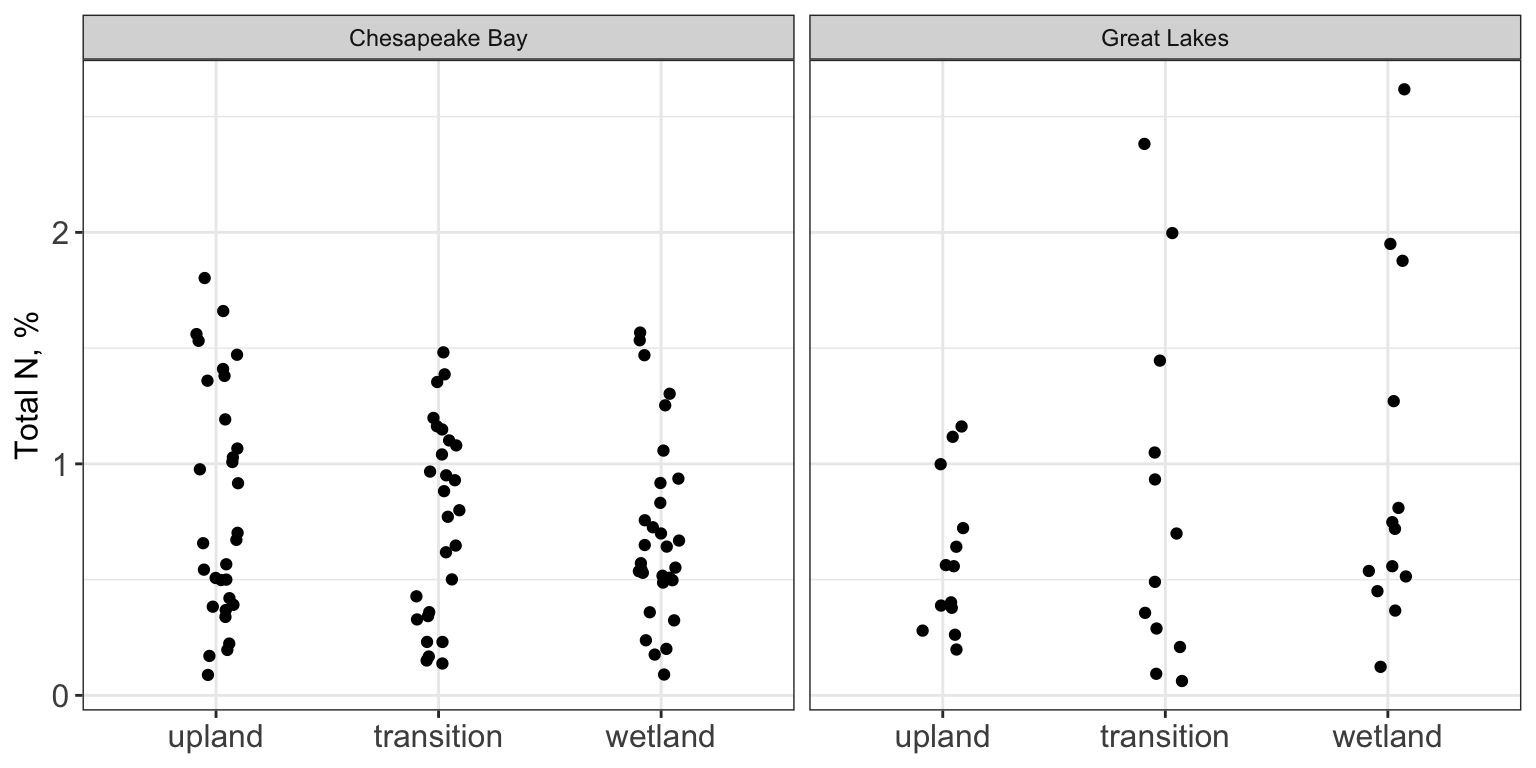 Chesapeake Bay
Great Lakes
Total N, %
2
1
0
upland transition wetland
upland transition wetland